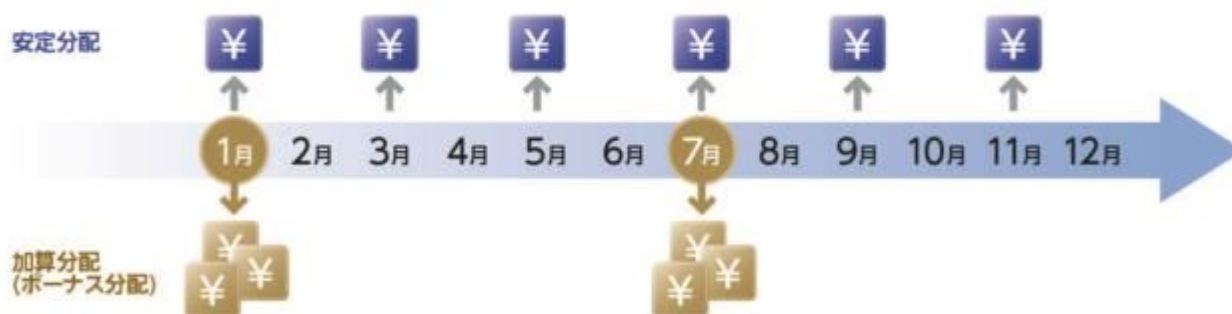 安定分配 ¥ ¥ ¥ ¥ ¥ ¥
1月 2月 3月 4月 5月 6月 7月 8月 9月 10月 11月 12月
¥ ¥ ¥ ¥ ¥ ¥
加算分配
(ボーナス分配)